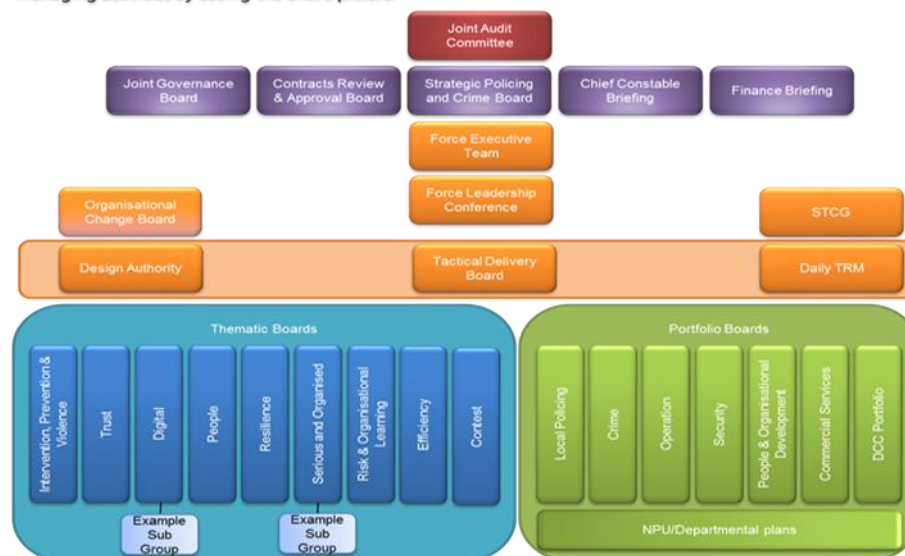 Joint Audit
Committee
Joint Governance
Board
Contracts Review
& Approval Board
Strategic Policing
and Crime Board
Chief Constable
Briefing
Finance Briefing
Force Executive
Team
Force Leadership
Conference
Organisational
Change Board
STCG
Design Authority
Tactical Delivery
Board
Daily TRM
Thematic Boards
Intervention, Prevention &
Violence
Trust
Digital
People
Resilience
Serious and Organised
Risk & Organisational
Learning
Efficiency
Contest
Example
Sub
Group
Example
Sub
Group
Portfolio Boards
Local Policing
Crime
Operation
Security
People & Organisational
Development
Commercial Services
DCC Portfolio
NPU/Departmental plans